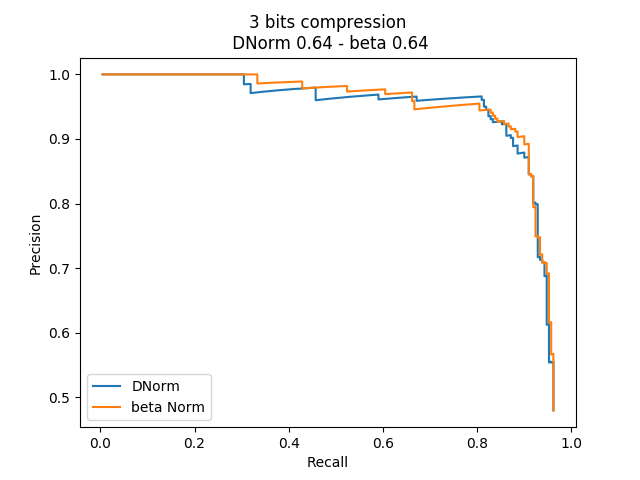 3 bits compression
DNorm 0.64 - beta 0.64
1.0
0.9
0.8
0.7
0.6
0.5
Precision
DNorm
beta Norm
0.0 0.2 0.4 0.6 0.8 1.0
Recall